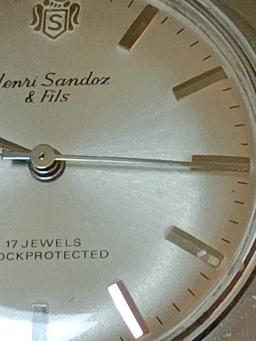 S
Henri Sandoz
& Fils
17 JEWELS
OCKPROTECTED